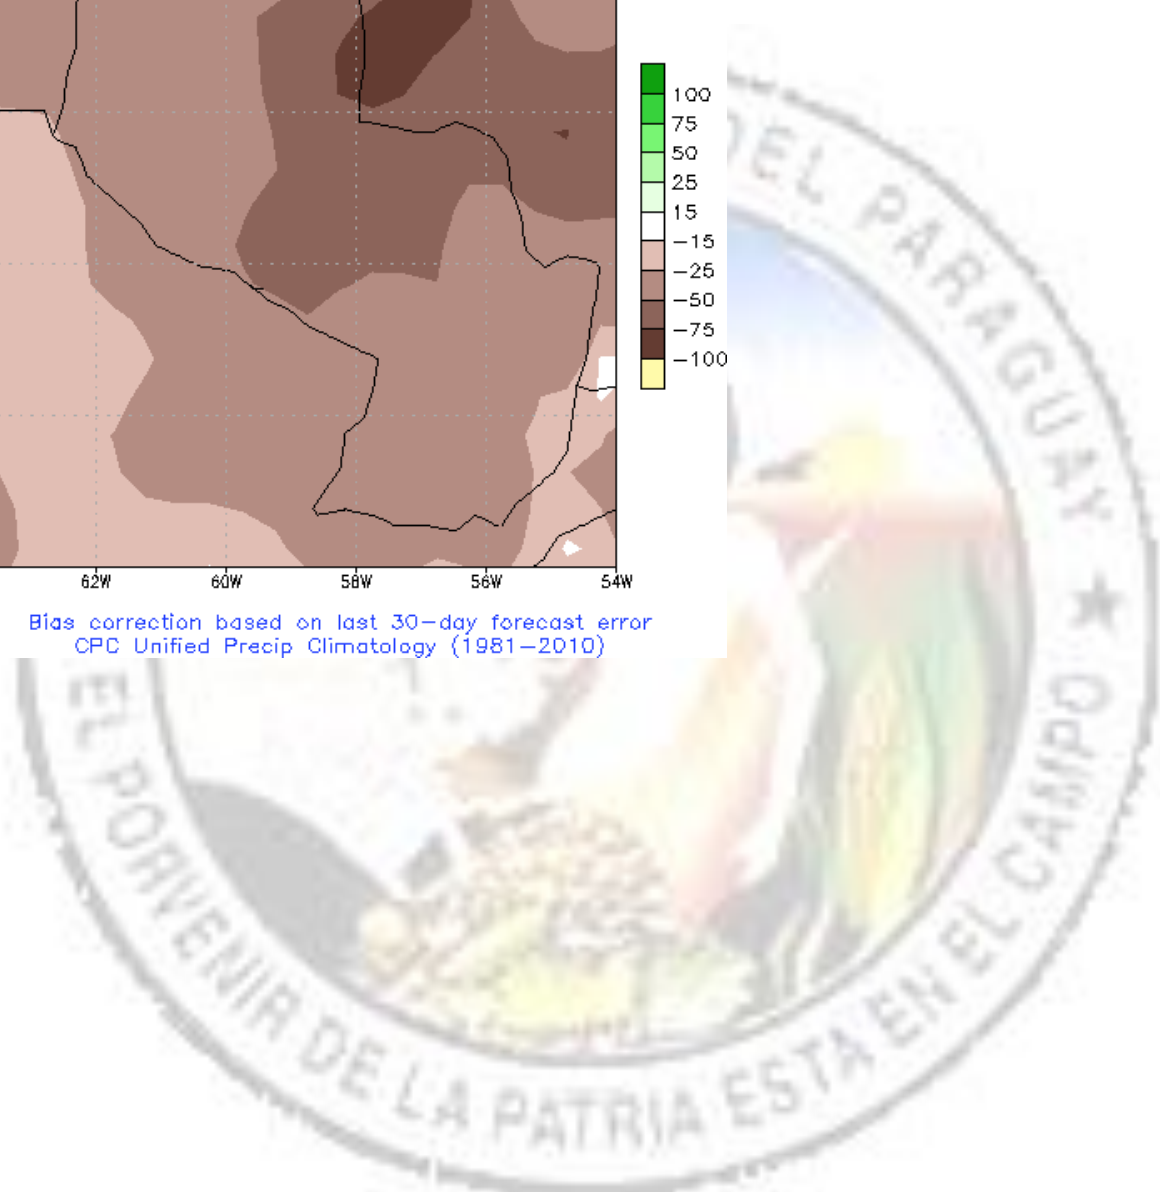 100
75
50
25
15
−15
−25
−50
−75
−100
62W 60W 58W 56W 54W
Bias correction based on last 30−day forecast error
CPC Unified Precip Climatology (1981−2010)
DEL PARAGUAY ★
EL PORVENIR DE LA PATRIA ESTA EN EL CAMPO